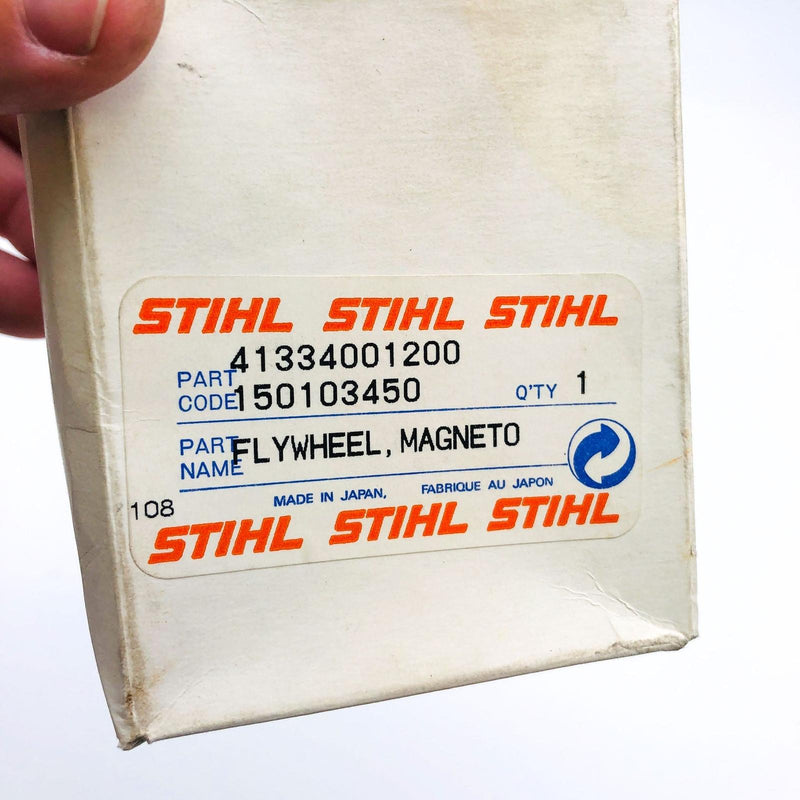 STIHL STIHL STIHL
PART 41334001200
CODE 150103450 Q'TY 1
PART NAME FLYWHEEL, MAGNETO
MADE IN JAPAN, FABRIQUE AU JAPON
108
STIHL STIHL STIHL